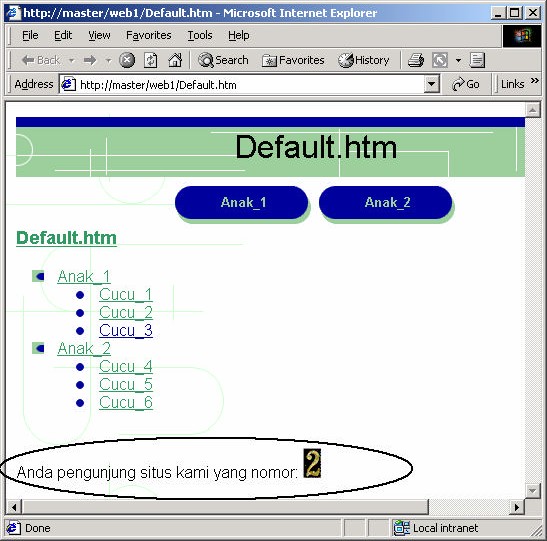 http://master/web1/Default.htm - Microsoft Internet Explorer
File Edit View Favorites Tools Help
Back Search Favorites History
Address http://master/web1/Default.htm Go Links »
Default.htm
Anak_1 Anak_2
Default.htm
Anak_1
Cucu_1
Cucu_2
Cucu_3
Anak_2
Cucu_4
Cucu_5
Cucu_6
Anda pengunjung situs kami yang nomor: 2
Done Local intranet